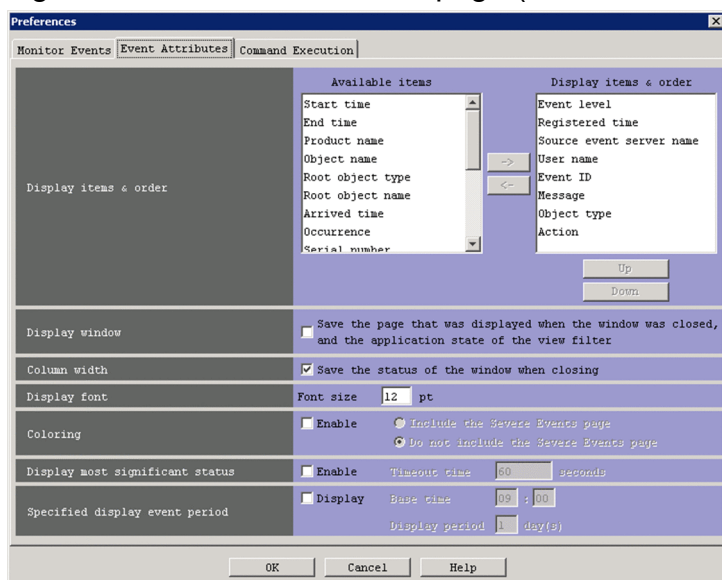 Preferences
Monitor Events Event Attributes Command Execution
Available items
Display items & order
Start time
End time
Product name
Object name
Root object type
Root object name
Arrived time
Occurrence
Serial number
->
<-
Event level
Registered time
Source event server name
User name
Event ID
Message
Object type
Action
Display items & order
Up
Down
Display window
Save the page that was displayed when the window was closed,
and the application state of the view filter
Column width
Save the status of the window when closing
Display font
Font size 12 pt
Coloring
Enable
Include the Severe Events page
Do not include the Severe Events page
Display most significant status
Enable Timeout time 60 seconds
Specified display event period
Display Base time 09 : 00
Display period 1 day(s)
OK Cancel Help